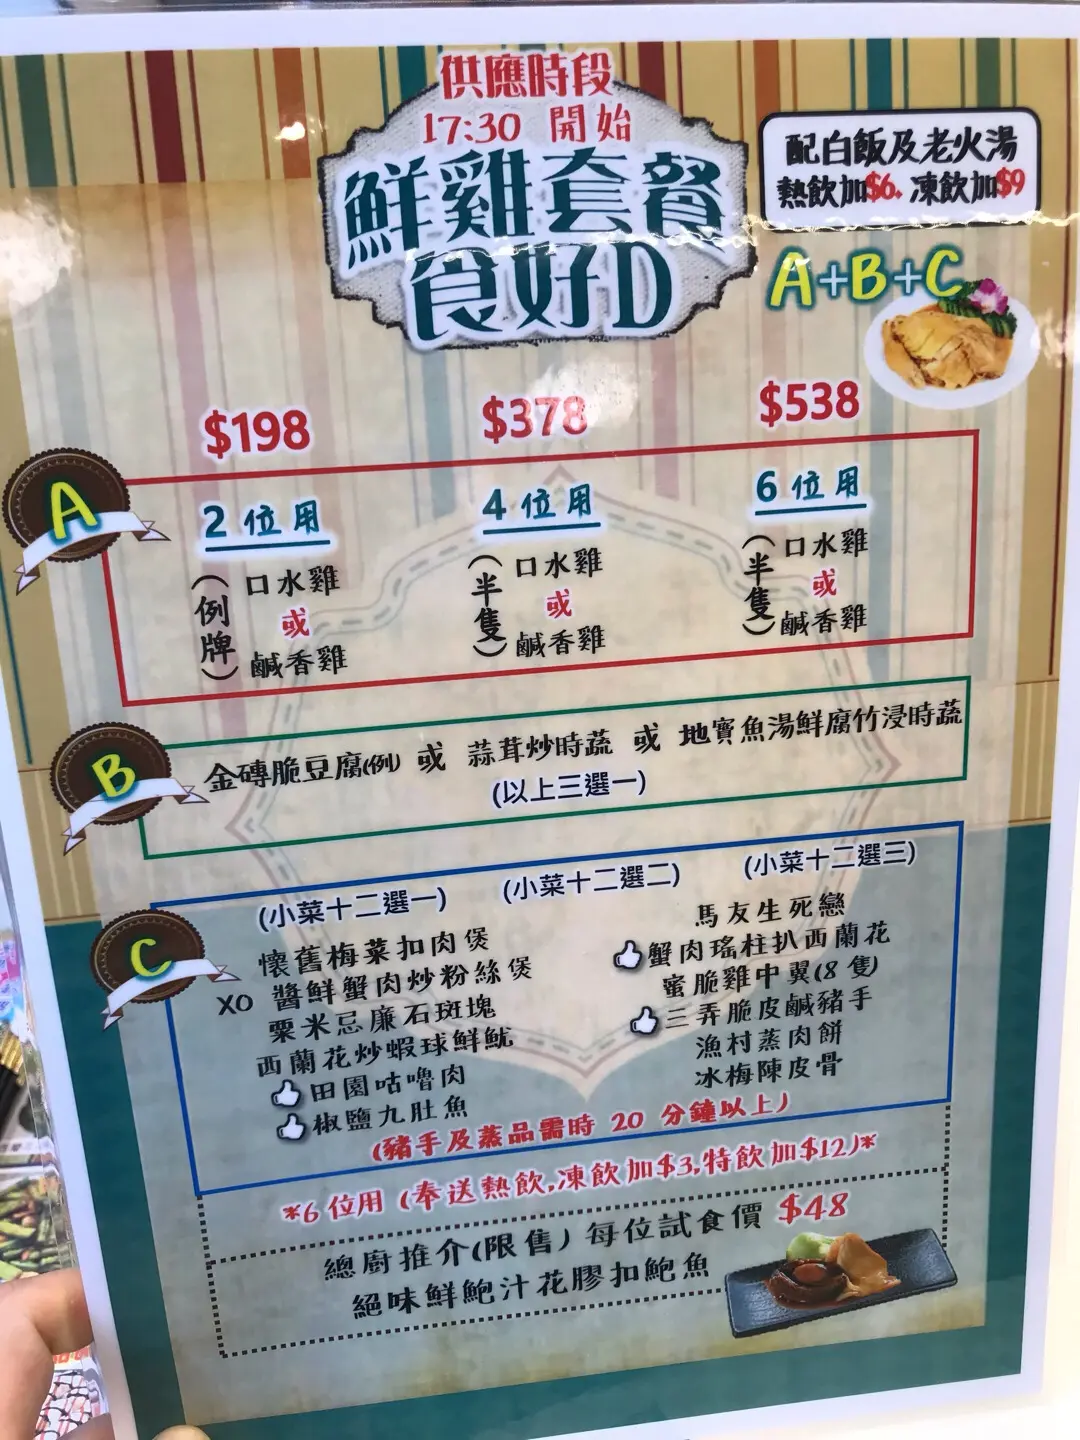 供應時段
17:30 開始
鮮雞套餐
食好D
配白飯及老火湯
熱飲加$6. 凍飲加$9
A+B+C
$198 $378 $538
A
2位用 4位用 6位用
(例牌) 口水雞 或 鹹香雞
(半隻) 口水雞 或 鹹香雞
(半隻) 口水雞 或 鹹香雞
B
金磚脆豆腐(例) 或 蒜茸炒時蔬 或 地寶魚湯鮮腐竹浸時蔬
(以上三選一)
C
(小菜十二選一) (小菜十二選二) (小菜十二選三)
懷舊梅菜扣肉煲
XO 醬鮮蟹肉炒粉絲煲
粟米忌廉石斑塊
西蘭花炒蝦球鮮魷
田園咕嚕肉
椒鹽九肚魚
馬友生死戀
蟹肉瑤柱扒西蘭花
蜜脆雞中翼(8隻)
三弄脆皮鹹豬手
漁村蒸肉餅
冰梅陳皮骨
(豬手及蒸品需時 20 分鐘以上)
*6位用 (奉送熱飲,凍飲加$3,特飲加$12)*
總廚推介(限售) 每位試食價 $48
絕味鮮鮑汁花膠扣鮑魚